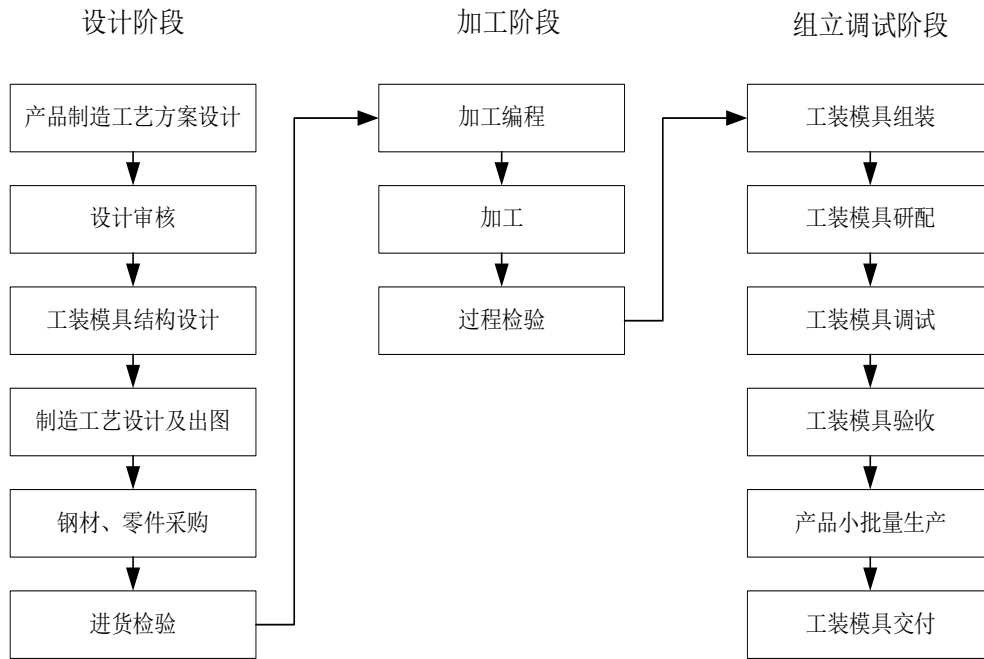 设计阶段
产品制造工艺方案设计
设计审核
工装模具结构设计
制造工艺设计及出图
钢材、零件采购
进货检验
加工阶段
加工编程
加工
过程检验
组立调试阶段
工装模具组装
工装模具研配
工装模具调试
工装模具验收
产品小批量生产
工装模具交付